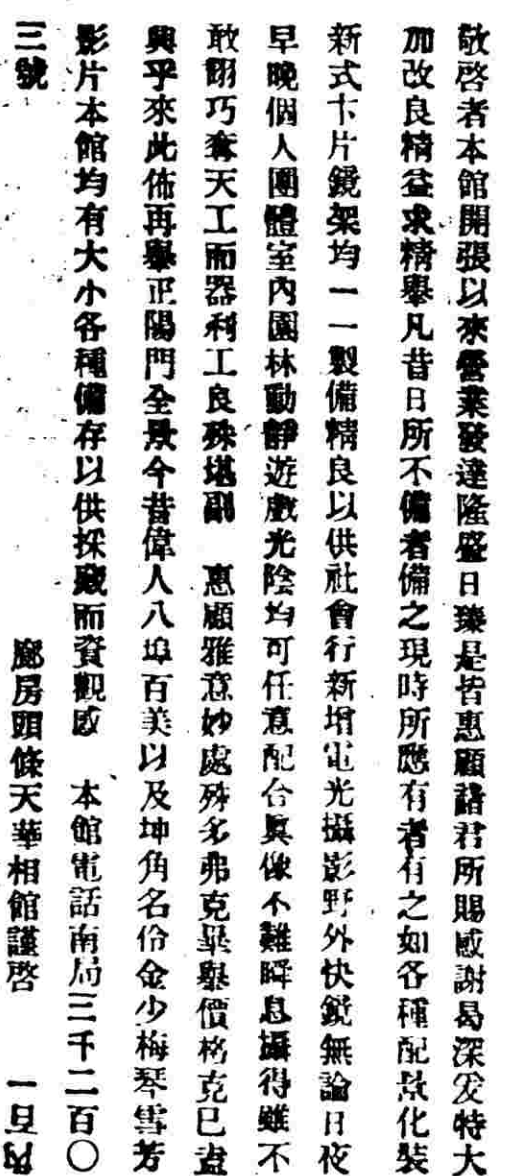 敬啓者本館開張以來營業發達隆盛日臻是皆惠顧諸君所賜感謝曷深爰特大
加改良精益求精舉凡昔日所不備者備之現時所應有者有之如各種配景化裝
新式卡片鏡架均一一製備精良以供社會行新增電光攝影野外快鏡無論日夜
早晚個人團體室內園林動靜遊戲光陰均可任意配合眞像不難瞬息攝得雖不
敢翻巧奪天工而器利工良殊堪副 惠顧雅意妙處殊多弗克畢舉價格克己盍
興乎來此佈再舉正陽門全景今昔偉人八埠百美以及坤角名伶金少梅琴雪芳
影片本館均有大小各種備存以供採擷而資觀感 本館電話南局三千二百〇
三號 廊房頭條天華相館謹啓 一百內